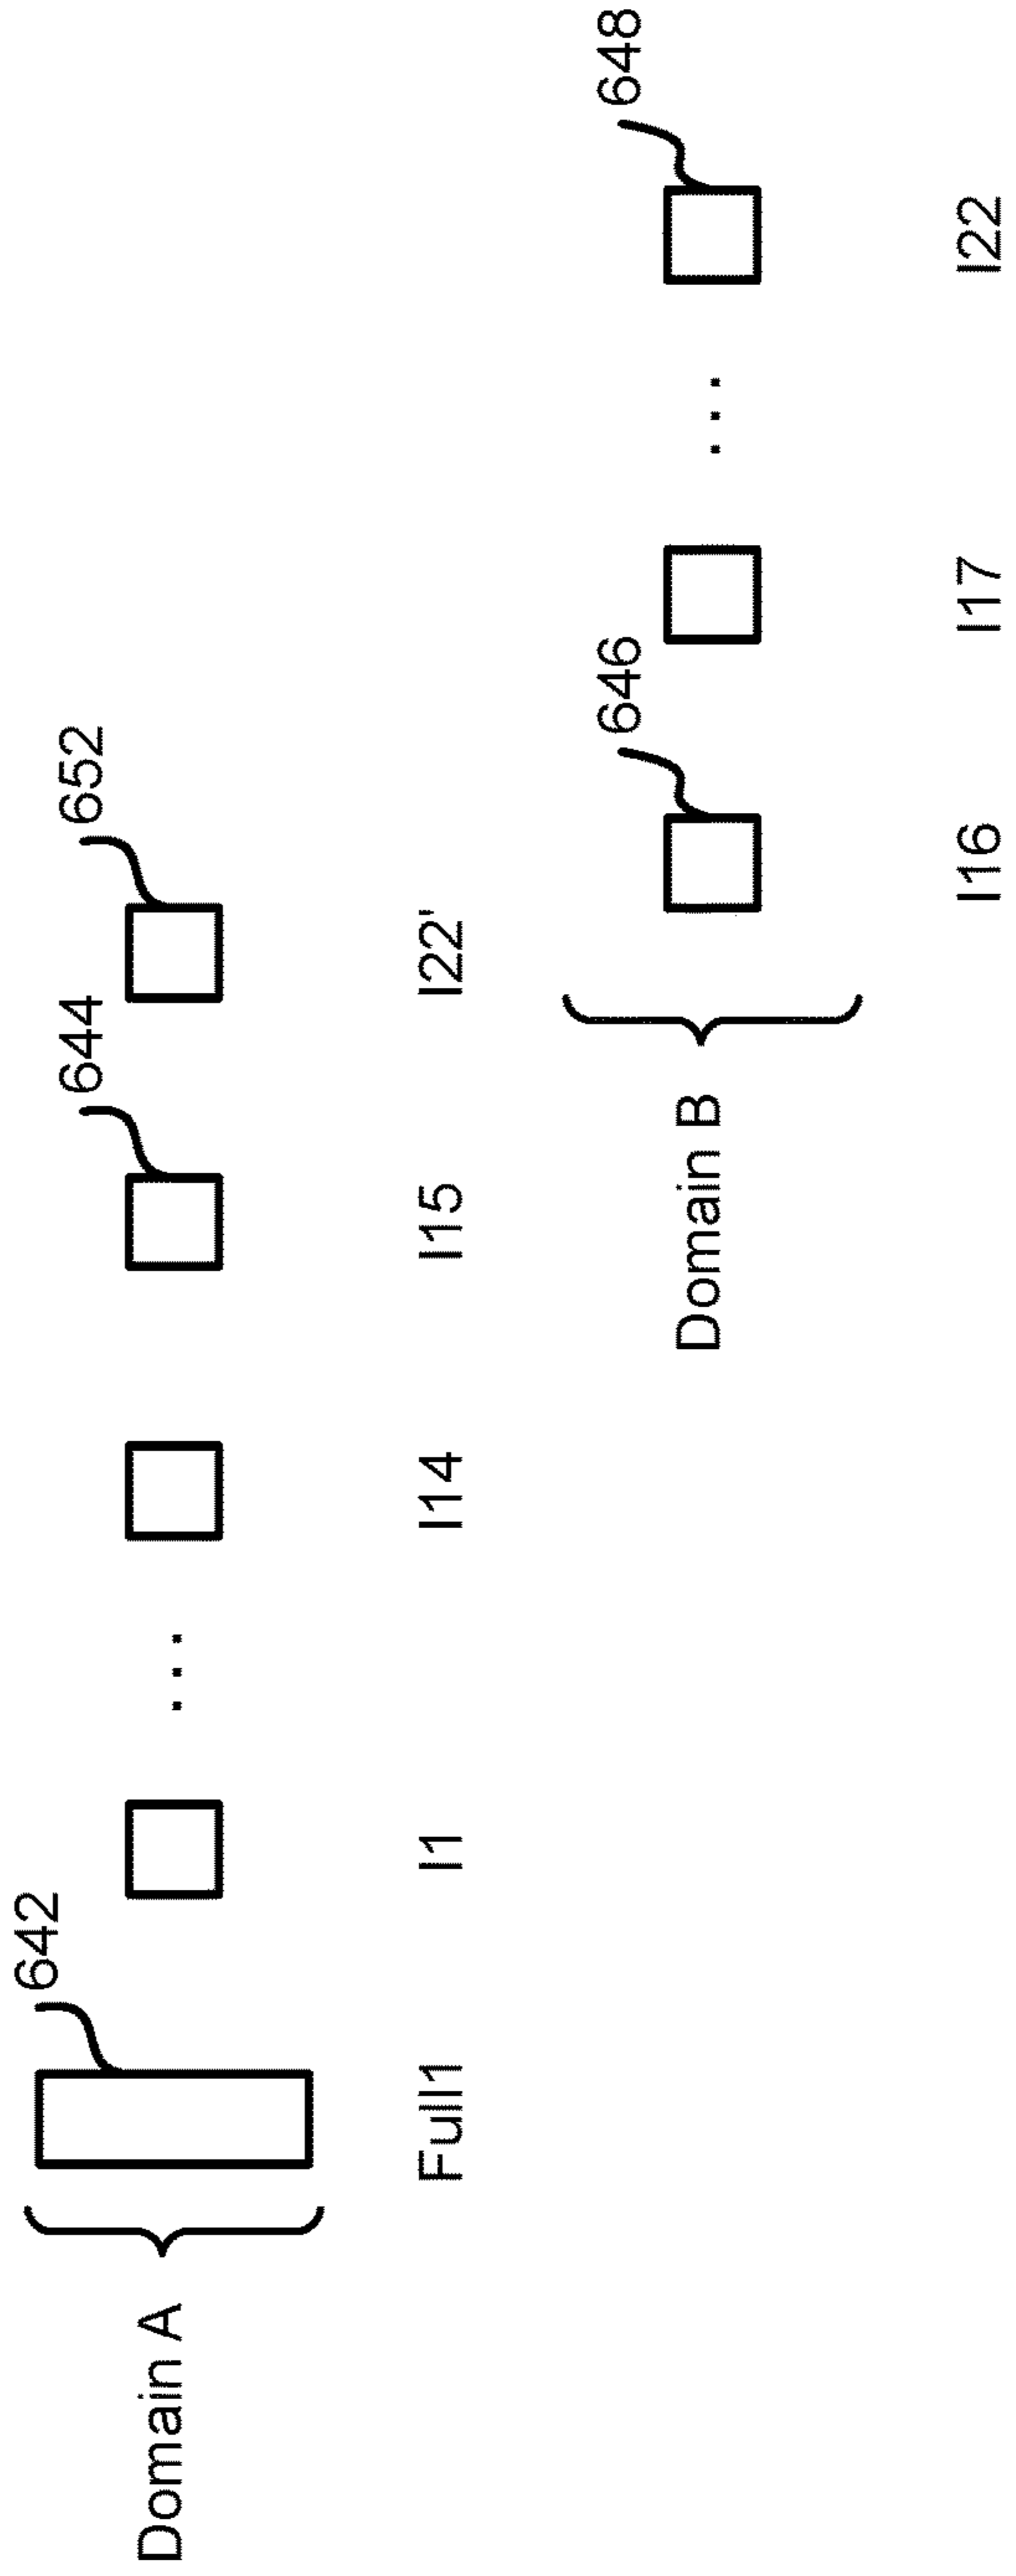 642
644
652
Domain A
Full1
I1
. . .
I14
I15
I22'
646
648
Domain B
. . .
I16
I17
I22